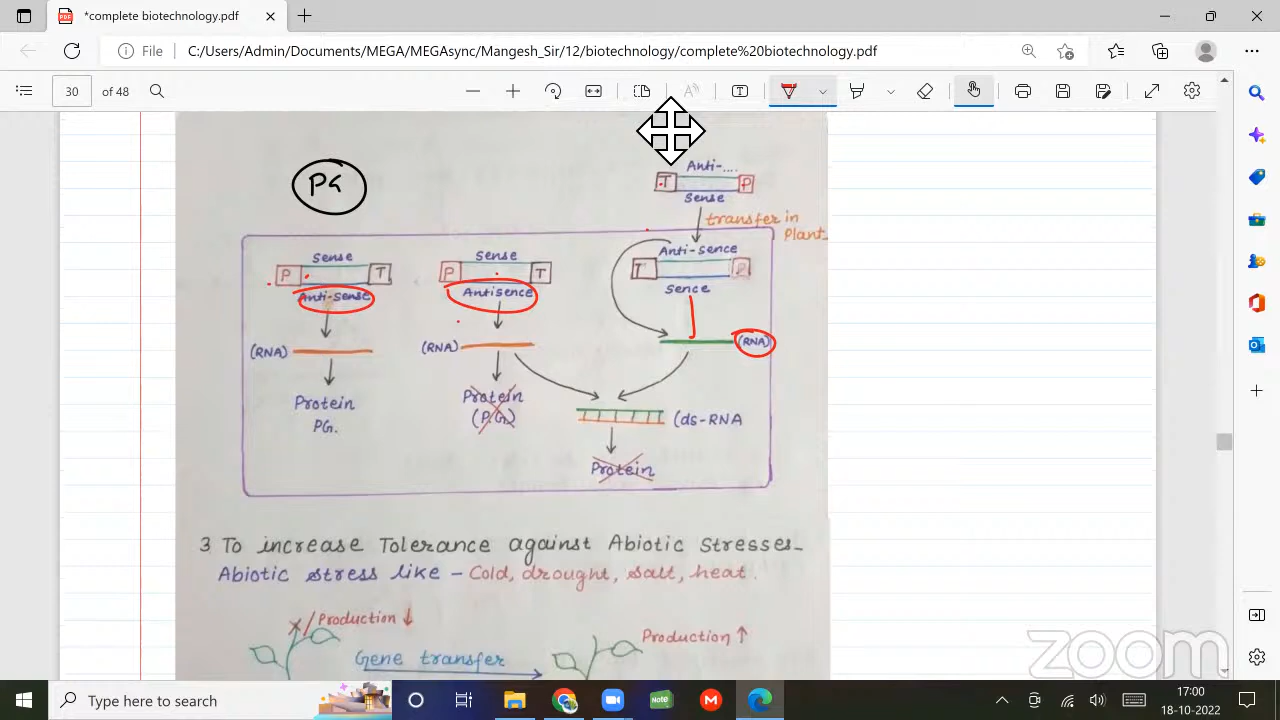 *complete biotechnology.pdf
File
C:/Users/Admin/Documents/MEGA/MEGAsync/Mangesh_Sir/12/biotechnology/complete%20biotechnology.pdf
30 of 48
PG
Anti-....
T P
Sense
transfer in
Plant
Sense
P T
Anti-sense
(RNA)
Protein
PG.
Sense
P T
Antisence
(RNA)
Protein
(P.G.)
Anti-sence
T P
Sence
(RNA)
(ds-RNA
Protein
3 To increase Tolerance against Abiotic Stresses-
Abiotic stress like - Cold, drought, salt, heat.
Production ↓
Gene transfer
Production ↑
zoom
Type here to search
Note
17:00
18-10-2022